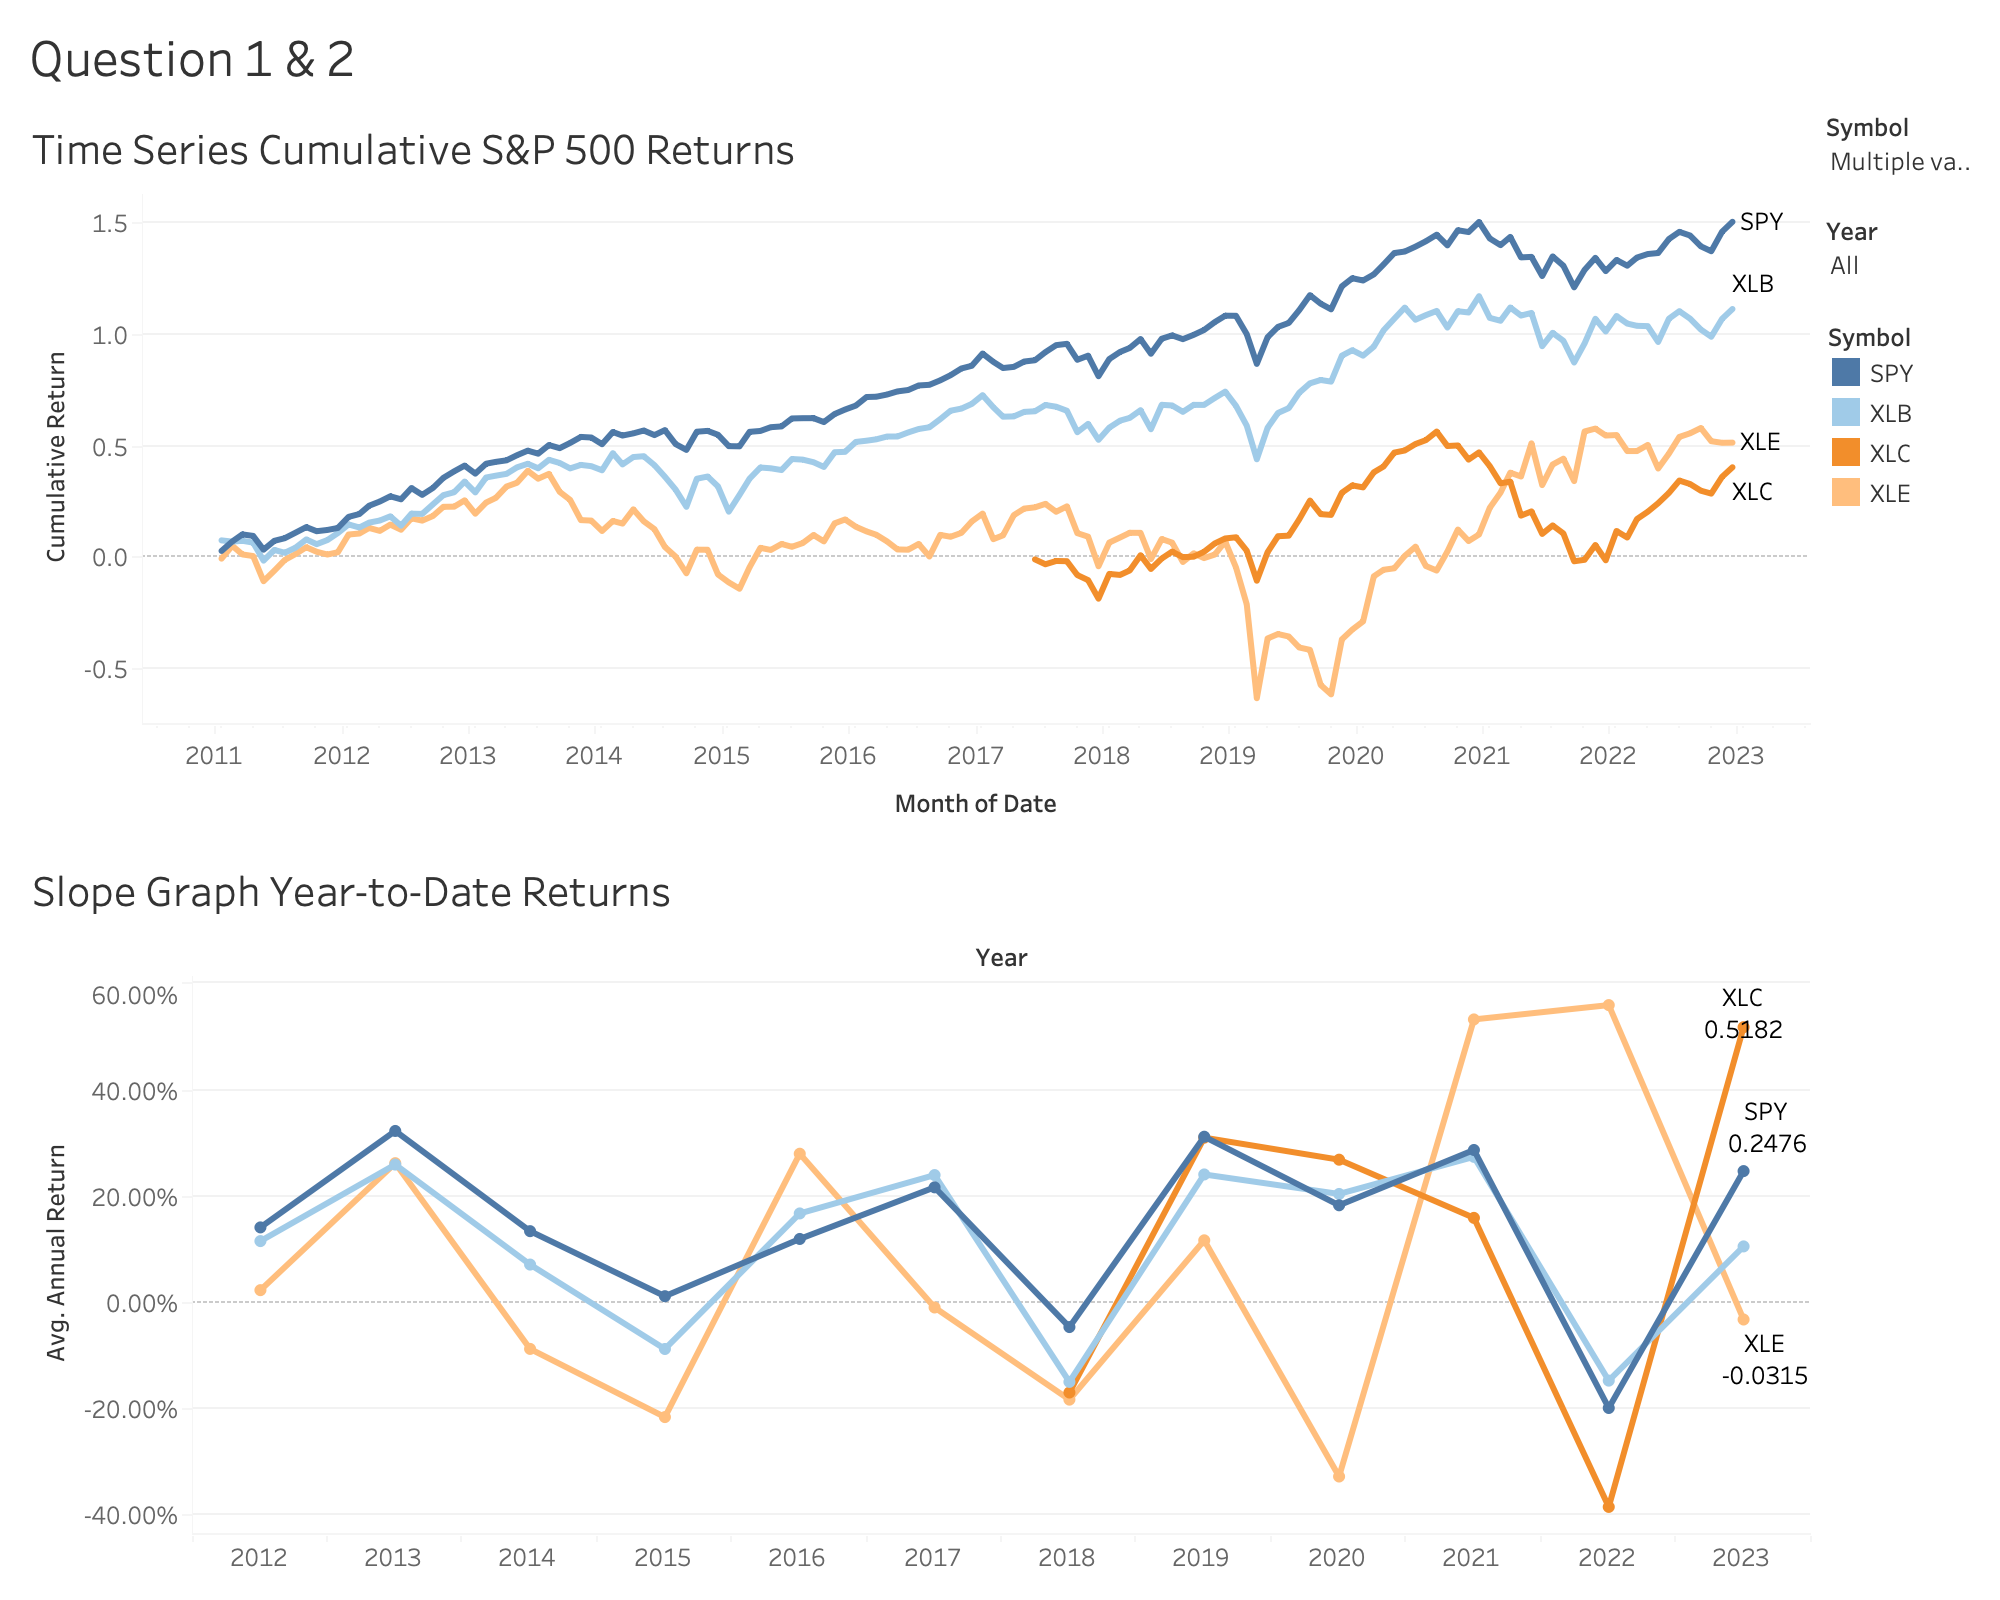 Question 1 & 2
Time Series Cumulative S&P 500 Returns
Symbol
Multiple va..
Year
All
Symbol
SPY
XLB
XLC
XLE
Cumulative Return
1.5
1.0
0.5
0.0
-0.5
SPY
XLB
XLE
XLC
2011 2012 2013 2014 2015 2016 2017 2018 2019 2020 2021 2022 2023
Month of Date
Slope Graph Year-to-Date Returns
Year
Avg. Annual Return
60.00%
40.00%
20.00%
0.00%
-20.00%
-40.00%
XLC
0.5182
SPY
0.2476
XLE
-0.0315
2012 2013 2014 2015 2016 2017 2018 2019 2020 2021 2022 2023